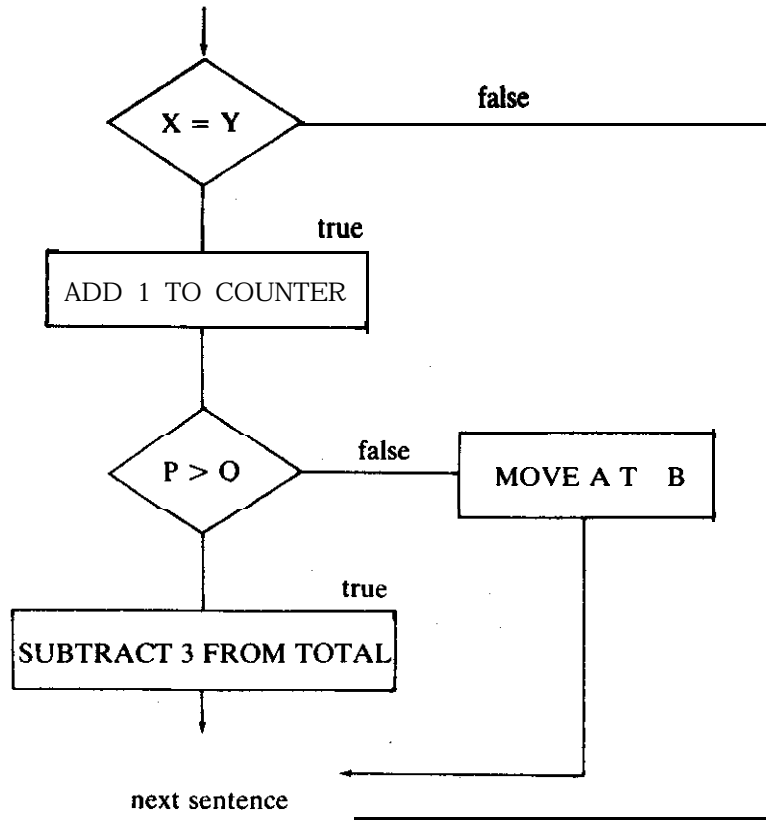 X = Y
false
true
ADD 1 TO COUNTER
P > O
false
MOVE A T B
true
SUBTRACT 3 FROM TOTAL
next sentence